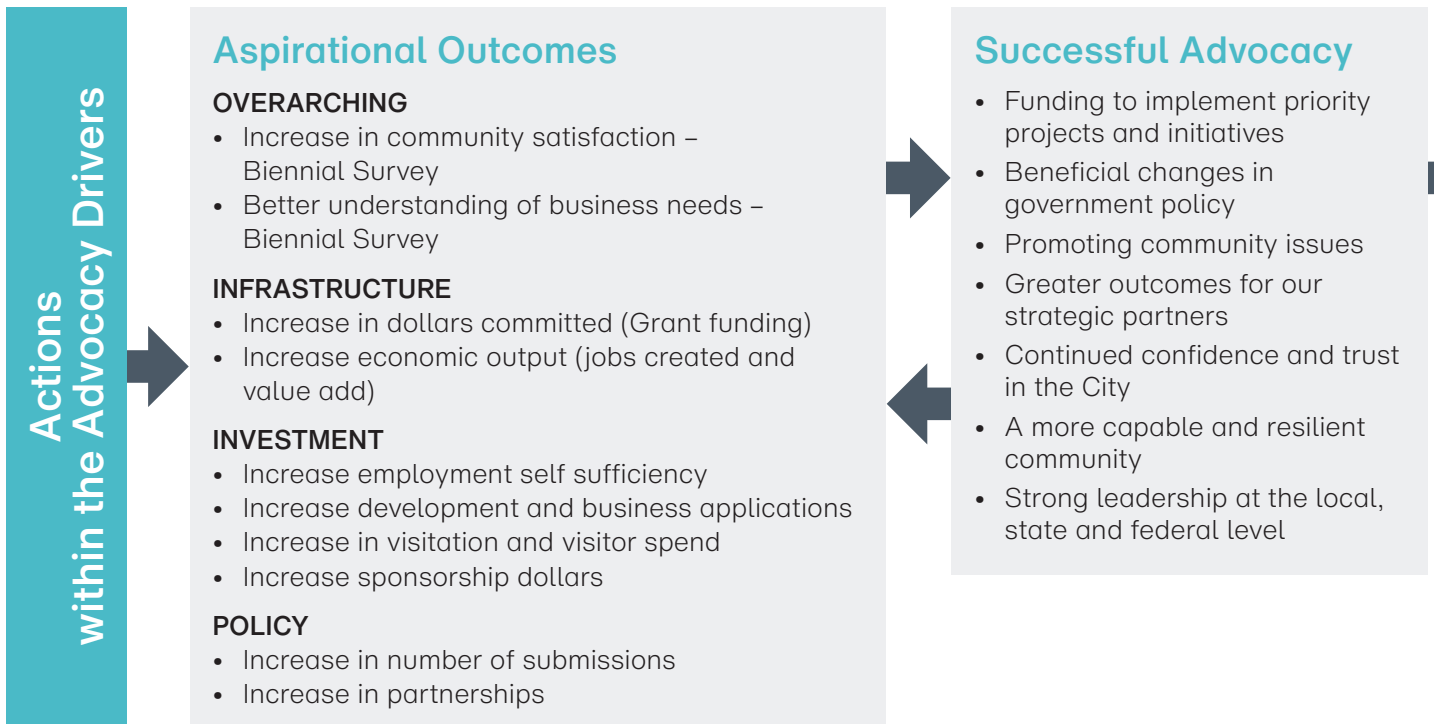 Actions
within the Advocacy Drivers
Aspirational Outcomes
OVERARCHING
• Increase in community satisfaction –
Biennial Survey
• Better understanding of business needs –
Biennial Survey
INFRASTRUCTURE
• Increase in dollars committed (Grant funding)
• Increase economic output (jobs created and
value add)
INVESTMENT
• Increase employment self sufficiency
• Increase development and business applications
• Increase in visitation and visitor spend
• Increase sponsorship dollars
POLICY
• Increase in number of submissions
• Increase in partnerships
Successful Advocacy
• Funding to implement priority
projects and initiatives
• Beneficial changes in
government policy
• Promoting community issues
• Greater outcomes for our
strategic partners
• Continued confidence and trust
in the City
• A more capable and resilient
community
• Strong leadership at the local,
state and federal level